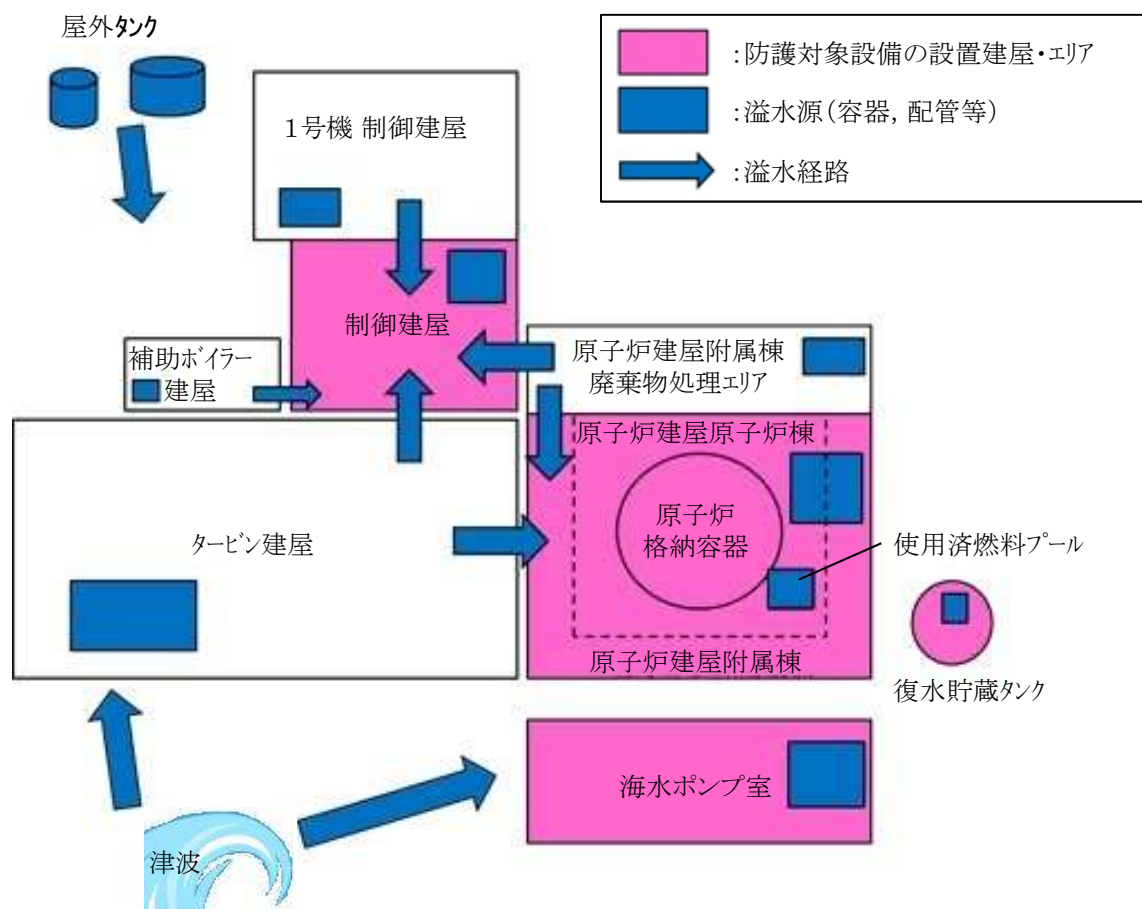 屋外タンク
:防護対象設備の設置建屋・エリア
:溢水源(容器, 配管等)
:溢水経路
1号機 制御建屋
制御建屋
補助ボイラー
建屋
原子炉建屋附属棟
廃棄物処理エリア
原子炉建屋原子炉棟
原子炉
格納容器
タービン建屋
使用済燃料プール
原子炉建屋附属棟
復水貯蔵タンク
海水ポンプ室
津波